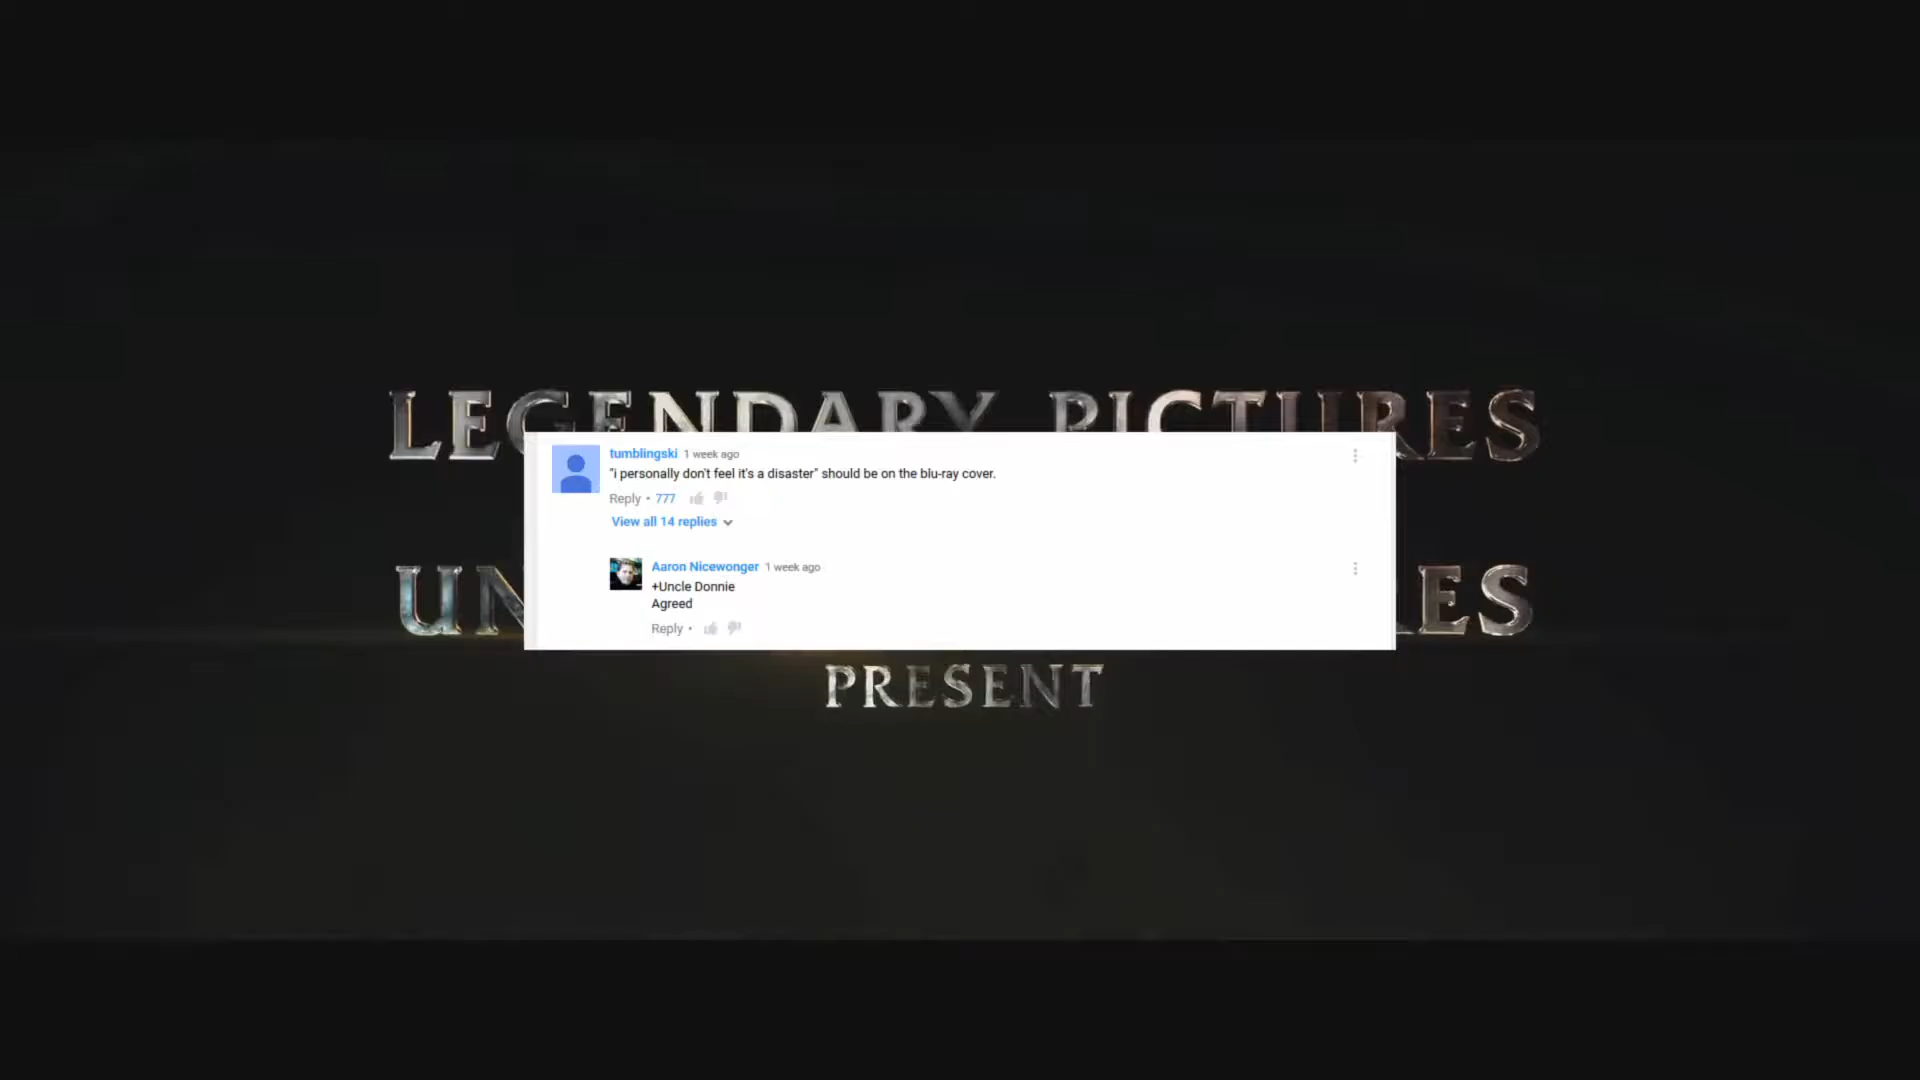 LEGENDARY PICTURES
tumblingski 1 week ago
"i personally don't feel it's a disaster" should be on the blu-ray cover.
Reply • 777
View all 14 replies
Aaron Nicewonger 1 week ago
+Uncle Donnie
Agreed
Reply •
UN ES
PRESENT